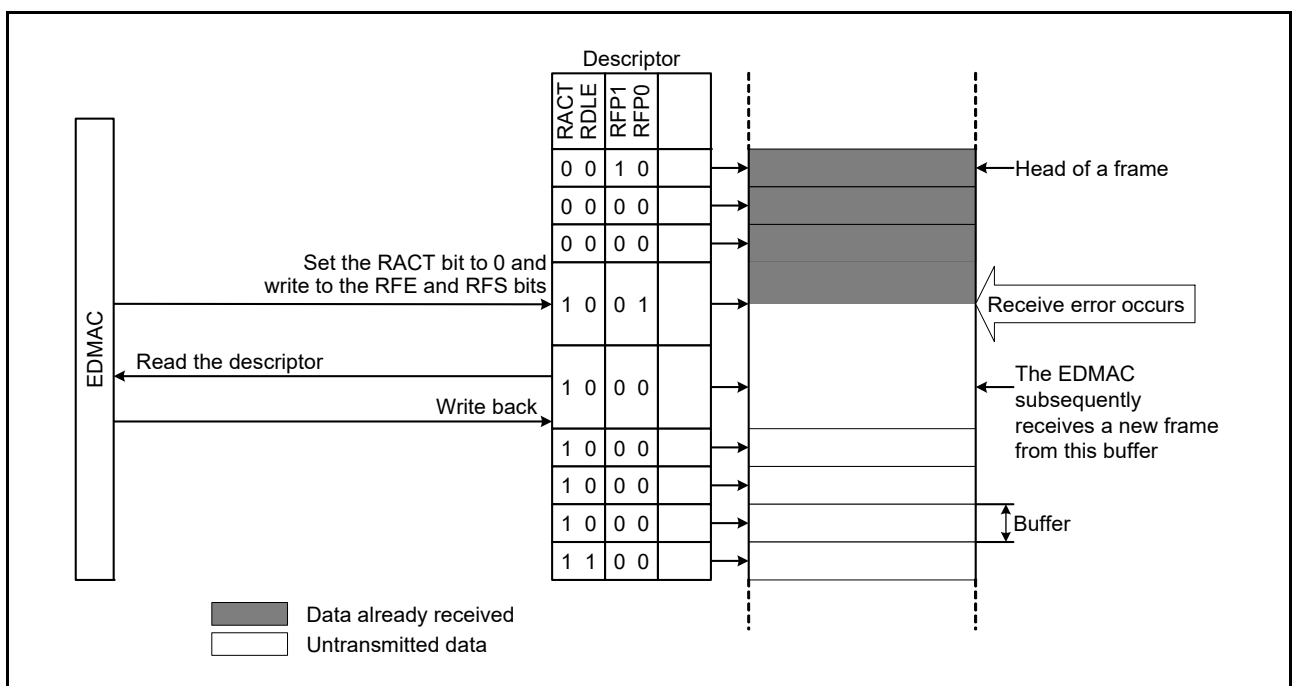 Descriptor
RACT
RDLE
RFP1
RFP0
0 0 1 0
Head of a frame
0 0 0 0
0 0 0 0
Set the RACT bit to 0 and
write to the RFE and RFS bits
1 0 0 1
Receive error occurs
EDMAC
Read the descriptor
1 0 0 0
Write back
The EDMAC
subsequently
receives a new frame
from this buffer
1 0 0 0
1 0 0 0
1 0 0 0
Buffer
1 1 0 0
Data already received
Untransmitted data